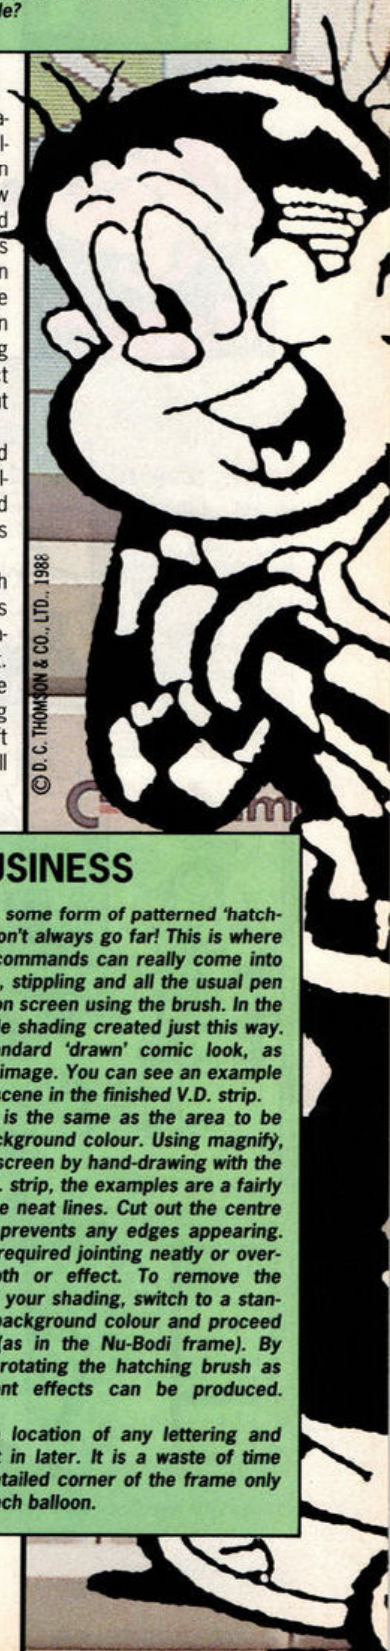 le?
a-
l-
n
w
d
s
n
e
n
g
ct
ut
d
l-
d
s
h
s
t.
e
g
ft
ll
© D. C. THOMSON & CO., LTD., 1988
C=
USINESS
some form of patterned 'hatch-
on't always go far! This is where
commands can really come into
, stippling and all the usual pen
on screen using the brush. In the
le shading created just this way.
ndard 'drawn' comic look, as
image. You can see an example
scene in the finished V.D. strip.
is the same as the area to be
ckground colour. Using magnify,
screen by hand-drawing with the
. strip, the examples are a fairly
e neat lines. Cut out the centre
prevents any edges appearing.
required jointing neatly or over-
oth or effect. To remove the
your shading, switch to a stan-
background colour and proceed
(as in the Nu-Bodi frame). By
rotating the hatching brush as
nt effects can be produced.
location of any lettering and
t in later. It is a waste of time
etailed corner of the frame only
ech balloon.